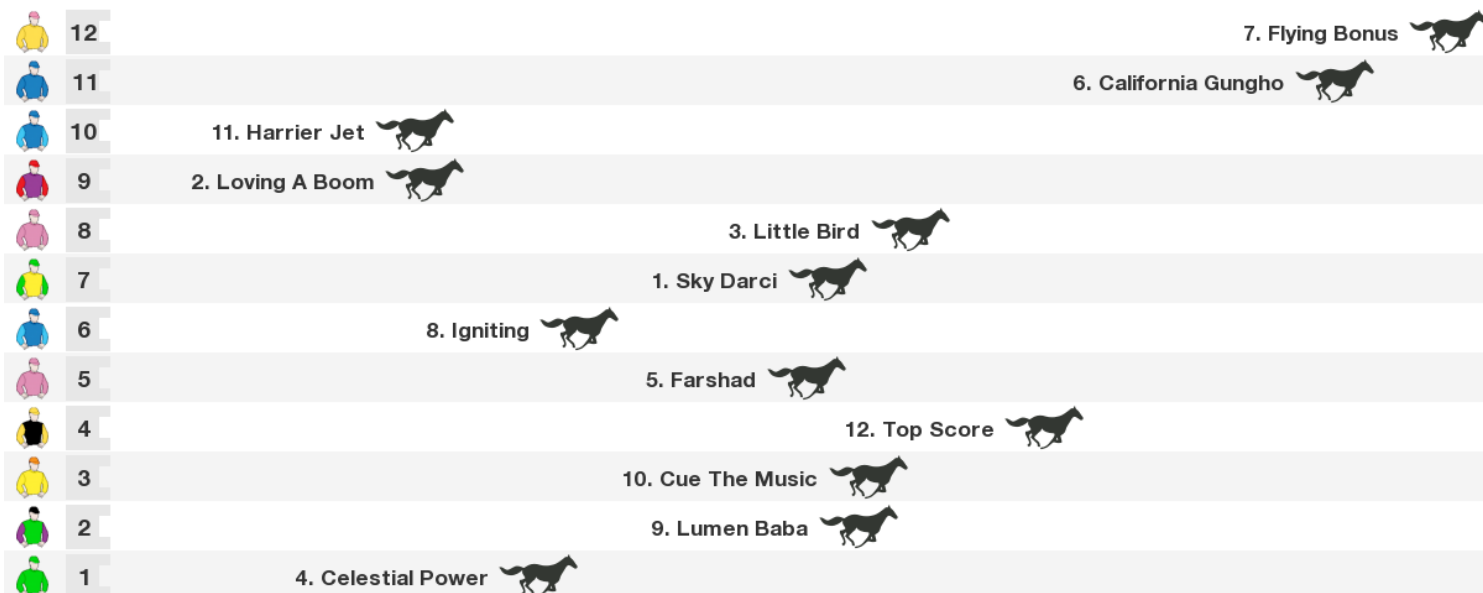 12 7. Flying Bonus
11 6. California Gungho
10 11. Harrier Jet
9 2. Loving A Boom
8 3. Little Bird
7 1. Sky Darci
6 8. Igniting
5 5. Farshad
4 12. Top Score
3 10. Cue The Music
2 9. Lumen Baba
1 4. Celestial Power